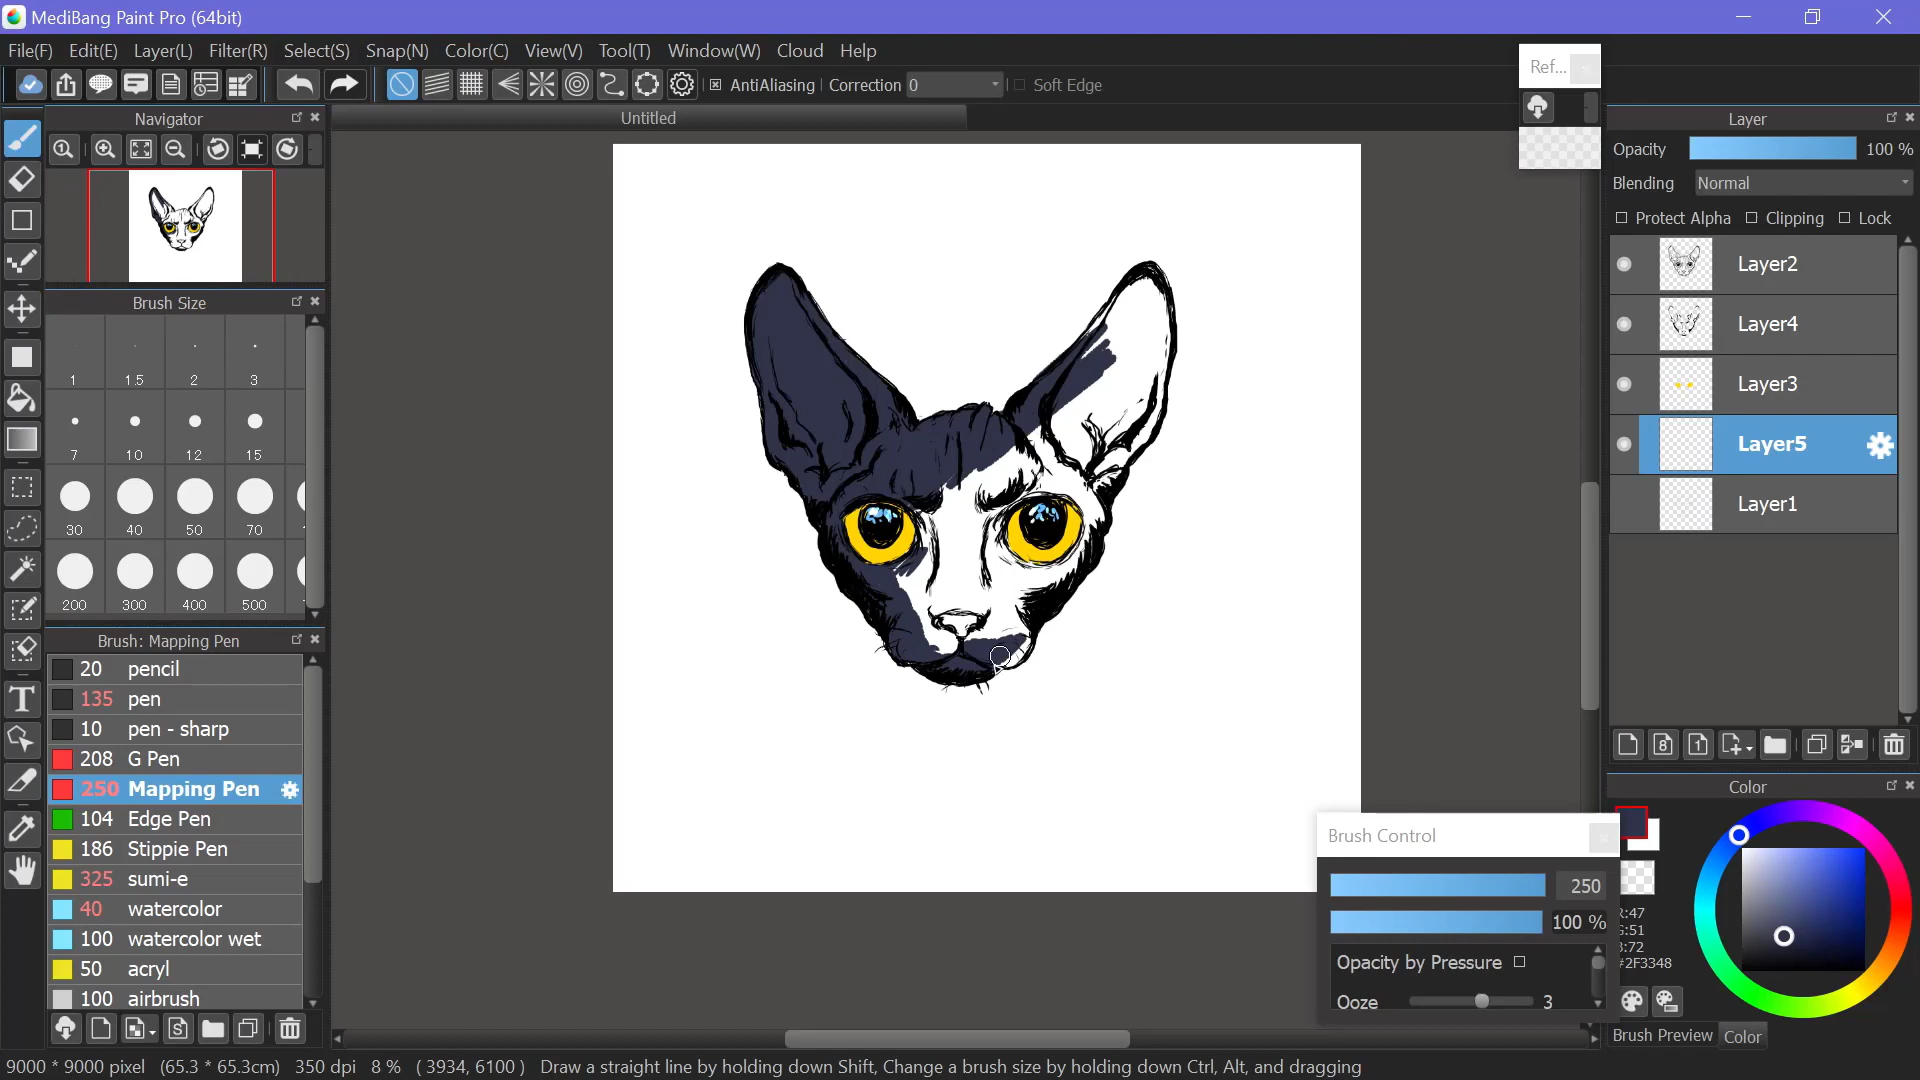 MediBang Paint Pro (64bit)
File(F) Edit(E) Layer(L) Filter(R) Select(S) Snap(N) Color(C) View(V) Tool(T) Window(W) Cloud Help
AntiAliasing Correction 0 Soft Edge
Ref...
Navigator
Untitled
Layer
Opacity 100 %
Blending Normal
Protect Alpha Clipping Lock
Layer2
Layer4
Layer3
Layer5
Layer1
Brush Size
1 1.5 2 3
7 10 12 15
30 40 50 70
200 300 400 500
Brush: Mapping Pen
20 pencil
135 pen
10 pen - sharp
208 G Pen
250 Mapping Pen
104 Edge Pen
186 Stippie Pen
325 sumi-e
40 watercolor
100 watercolor wet
50 acryl
100 airbrush
Brush Control
250
100 %
Opacity by Pressure
Ooze 3
Color
:47
:51
:72
#2F3348
Brush Preview Color
9000 * 9000 pixel (65.3 * 65.3cm) 350 dpi 8 % ( 3934, 6100 ) Draw a straight line by holding down Shift, Change a brush size by holding down Ctrl, Alt, and dragging